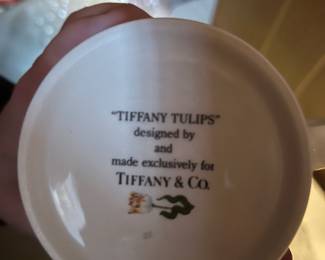 "TIFFANY TULIPS"
designed by
and
made exclusively for
TIFFANY & CO.